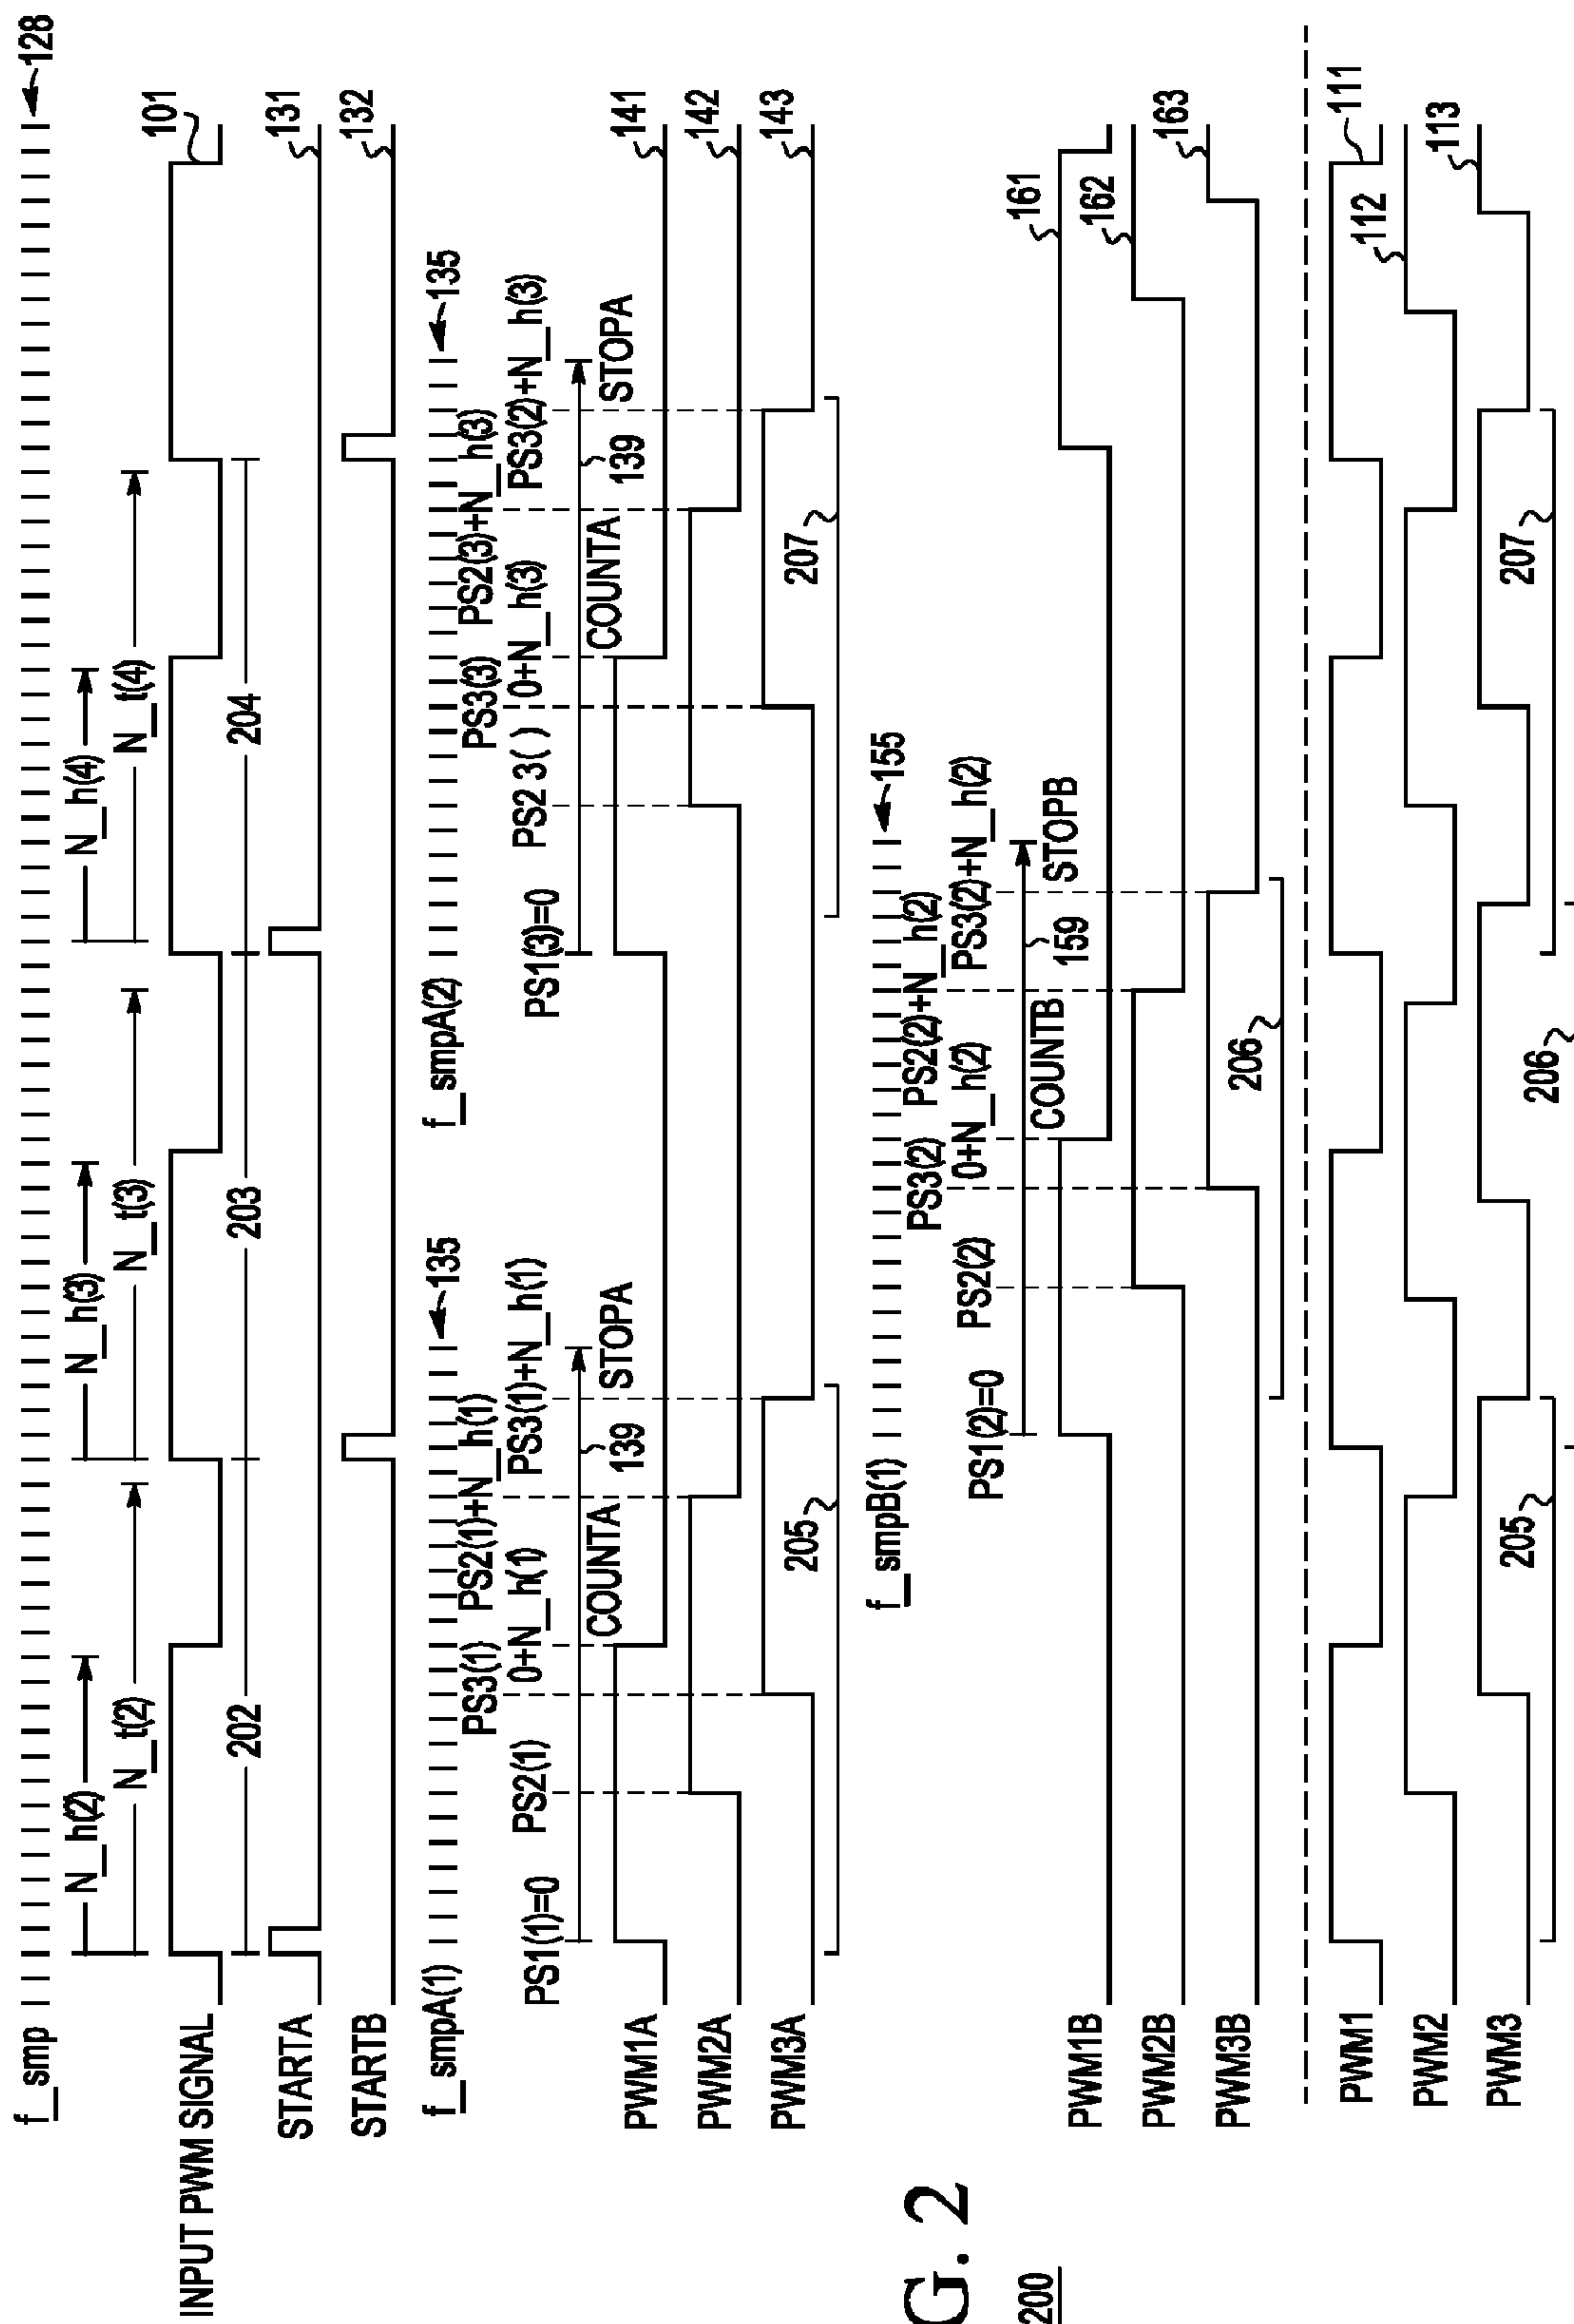 f_smp
128
N_h(2)
N_h(3)
N_h(4)
N_t(2)
N_t(3)
N_t(4)
INPUT PWM SIGNAL
101
202
203
204
STARTA
131
STARTB
132
f_smpA(1)
135
f_smpA(2)
135
PS3(1)
PS2(1)+N_h(1)
PS3(3)
PS2(3)+N_h(3)
PS1(1)=0
PS2(1)
0+N_h(1)
PS3(1)+N_h(1)
PS1(3)=0
PS2 3( )
0+N_h(3)
PS3(2)+N_h(3)
COUNTA
139
STOPA
COUNTA
139
STOPA
PWM1A
141
PWM2A
142
PWM3A
143
205
207
f_smpB(1)
155
PS3(2)
PS2(2)+N_h(2)
PS1(2)=0
PS2(2)
0+N_h(2)
PS3(2)+N_h(2)
COUNTB
159
STOPB
PWM1B
161
PWM2B
162
PWM3B
163
206
PWM1
111
PWM2
112
PWM3
113
205
206
207
G. 2
200